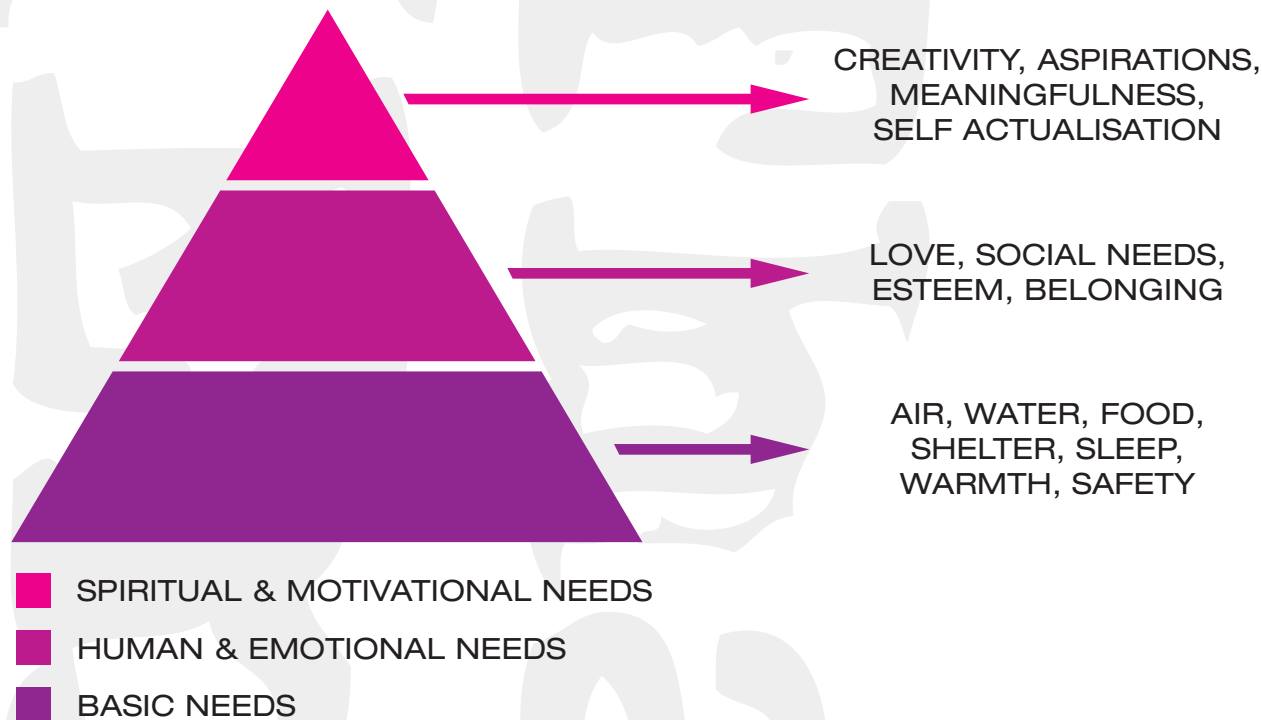 CREATIVITY, ASPIRATIONS,
MEANINGFULNESS,
SELF ACTUALISATION
LOVE, SOCIAL NEEDS,
ESTEEM, BELONGING
AIR, WATER, FOOD,
SHELTER, SLEEP,
WARMTH, SAFETY
SPIRITUAL & MOTIVATIONAL NEEDS
HUMAN & EMOTIONAL NEEDS
BASIC NEEDS